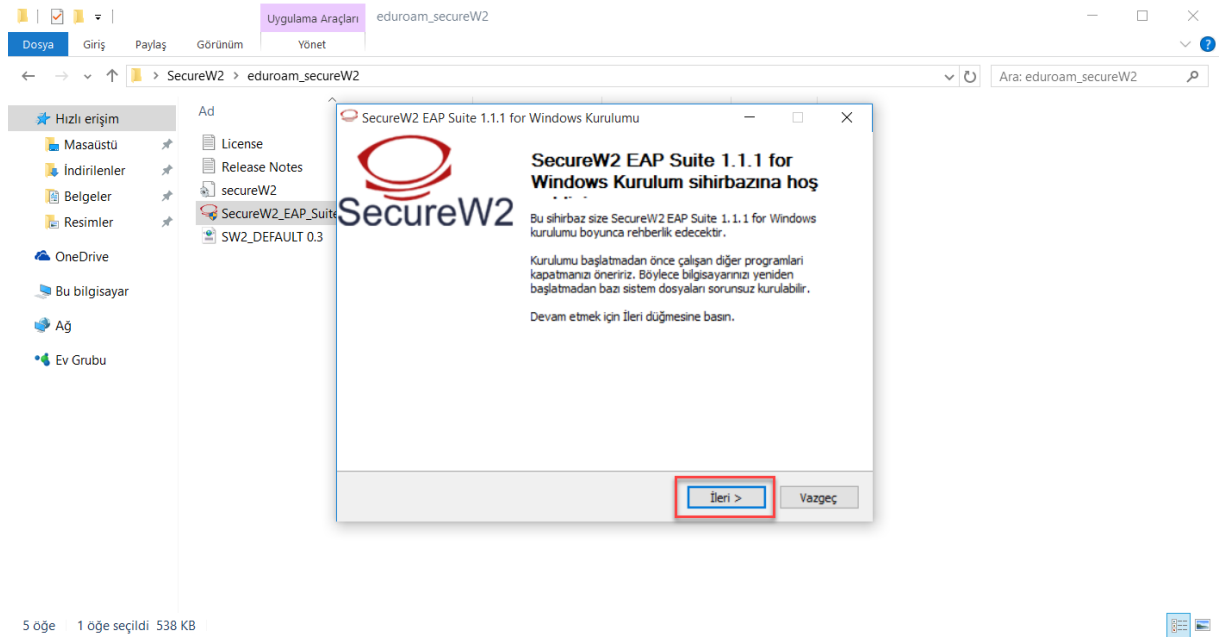 Uygulama Araçları
eduroam_secureW2
Dosya
Giriş
Paylaş
Görünüm
Yönet
SecureW2 > eduroam_secureW2
Ara: eduroam_secureW2
Hızlı erişim
Masaüstü
İndirilenler
Belgeler
Resimler
OneDrive
Bu bilgisayar
Ağ
Ev Grubu
Ad
License
Release Notes
secureW2
SecureW2_EAP_Suite
SW2_DEFAULT 0.3
SecureW2 EAP Suite 1.1.1 for Windows Kurulumu
SecureW2
SecureW2 EAP Suite 1.1.1 for
Windows Kurulum sihirbazına hoş
Bu sihirbaz size SecureW2 EAP Suite 1.1.1 for Windows
kurulumu boyunca rehberlik edecektir.
Kurulumu başlatmadan önce çalışan diğer programlari
kapatmanızı öneririz. Böylece bilgisayarınızı yeniden
başlatmadan bazı sistem dosyaları sorunsuz kurulabilir.
Devam etmek için İleri düğmesine basın.
İleri >
Vazgeç
5 öğe
1 öğe seçildi 538 KB